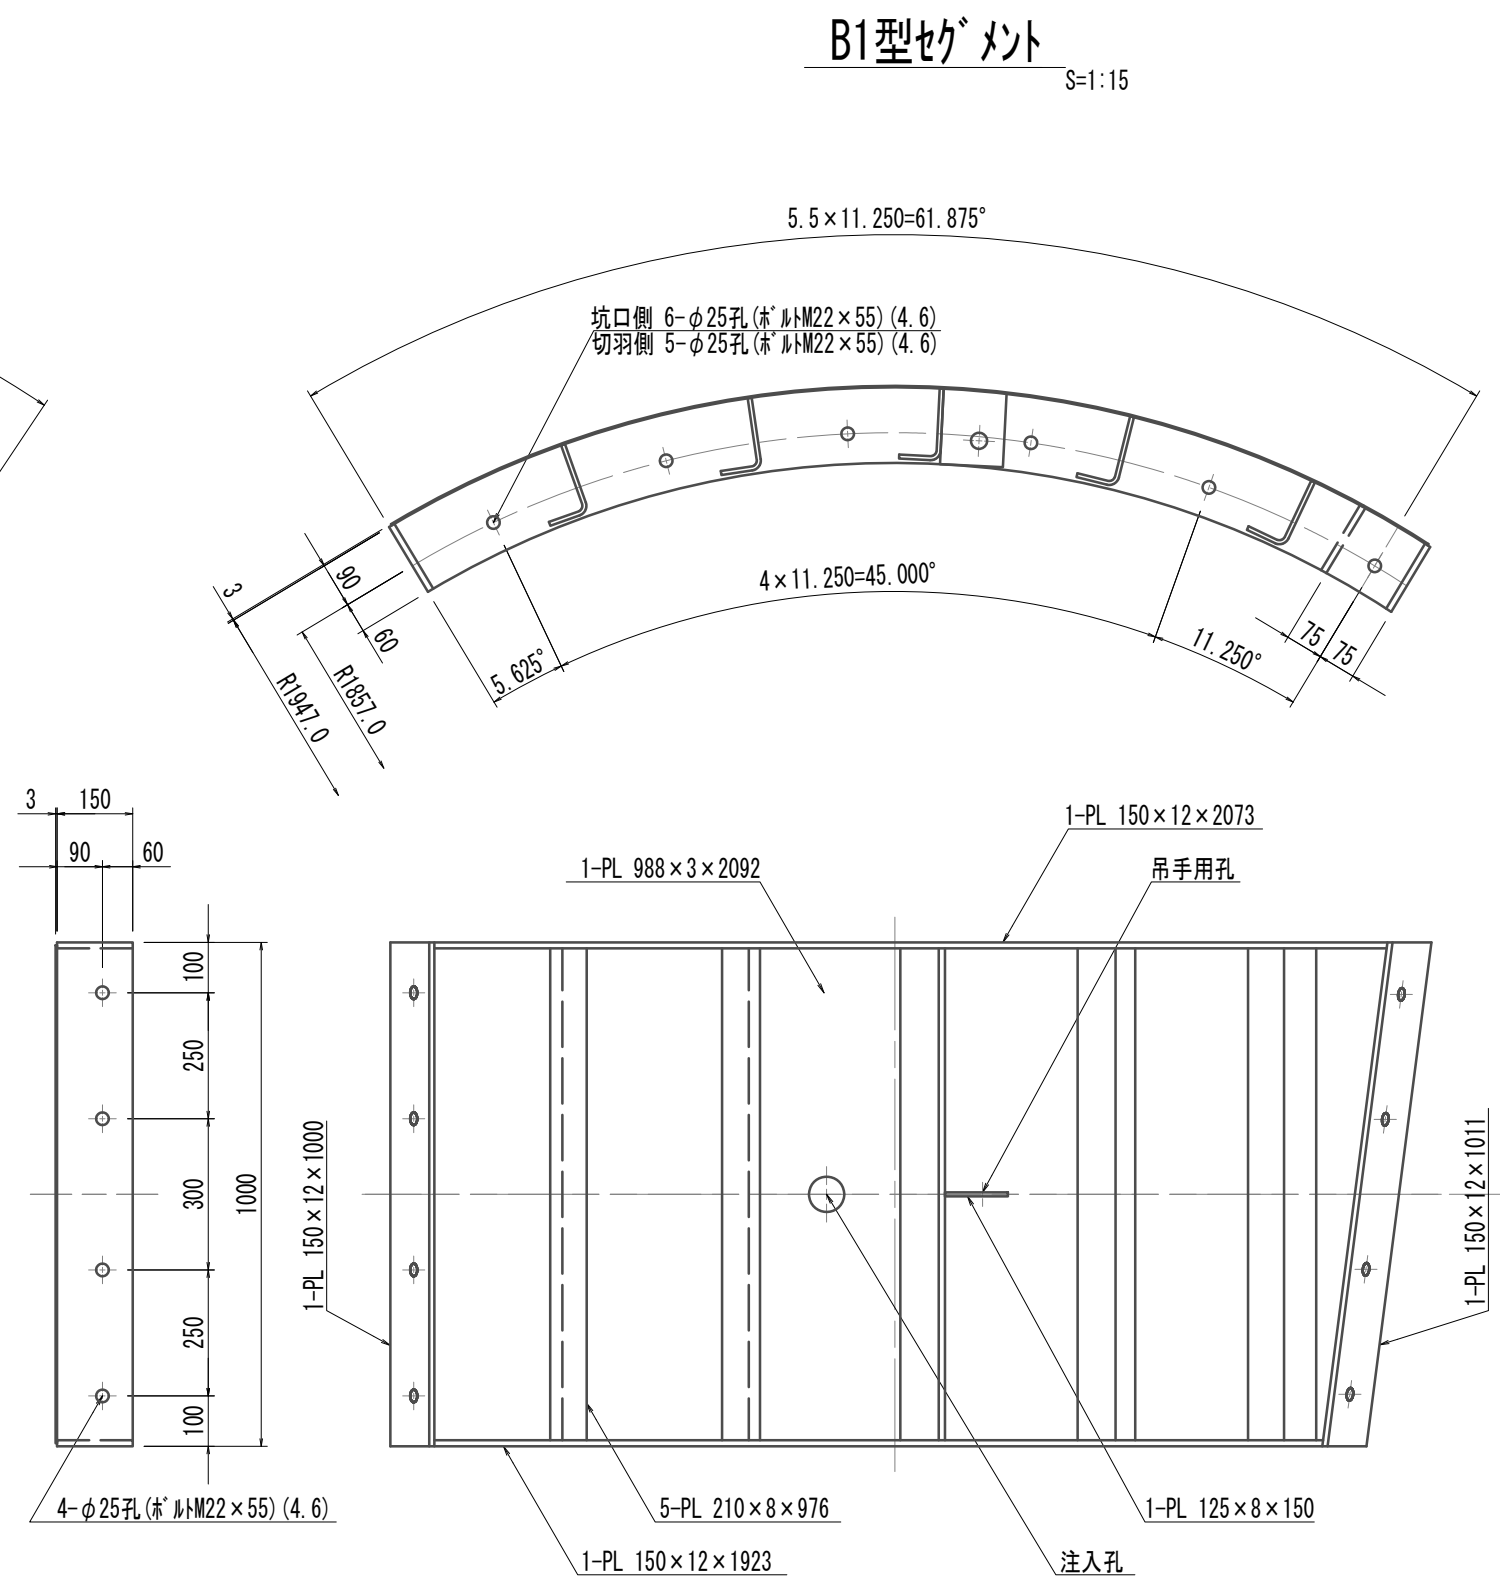 B1型ｾｸﾞﾒﾝﾄ
S=1:15
5.5×11.250=61.875°
坑口側 6-φ25孔(ﾎﾞﾙﾄM22×55)(4.6)
切羽側 5-φ25孔(ﾎﾞﾙﾄM22×55)(4.6)
3
90
60
R1947.0
R1857.0
5.625°
4×11.250=45.000°
11.250°
75
75
3
150
90
60
100
250
300
250
100
1000
4-φ25孔(ﾎﾞﾙﾄM22×55)(4.6)
1-PL 150×12×2073
1-PL 988×3×2092
吊手用孔
1-PL 150×12×1000
1-PL 150×12×1011
5-PL 210×8×976
1-PL 125×8×150
1-PL 150×12×1923
注入孔